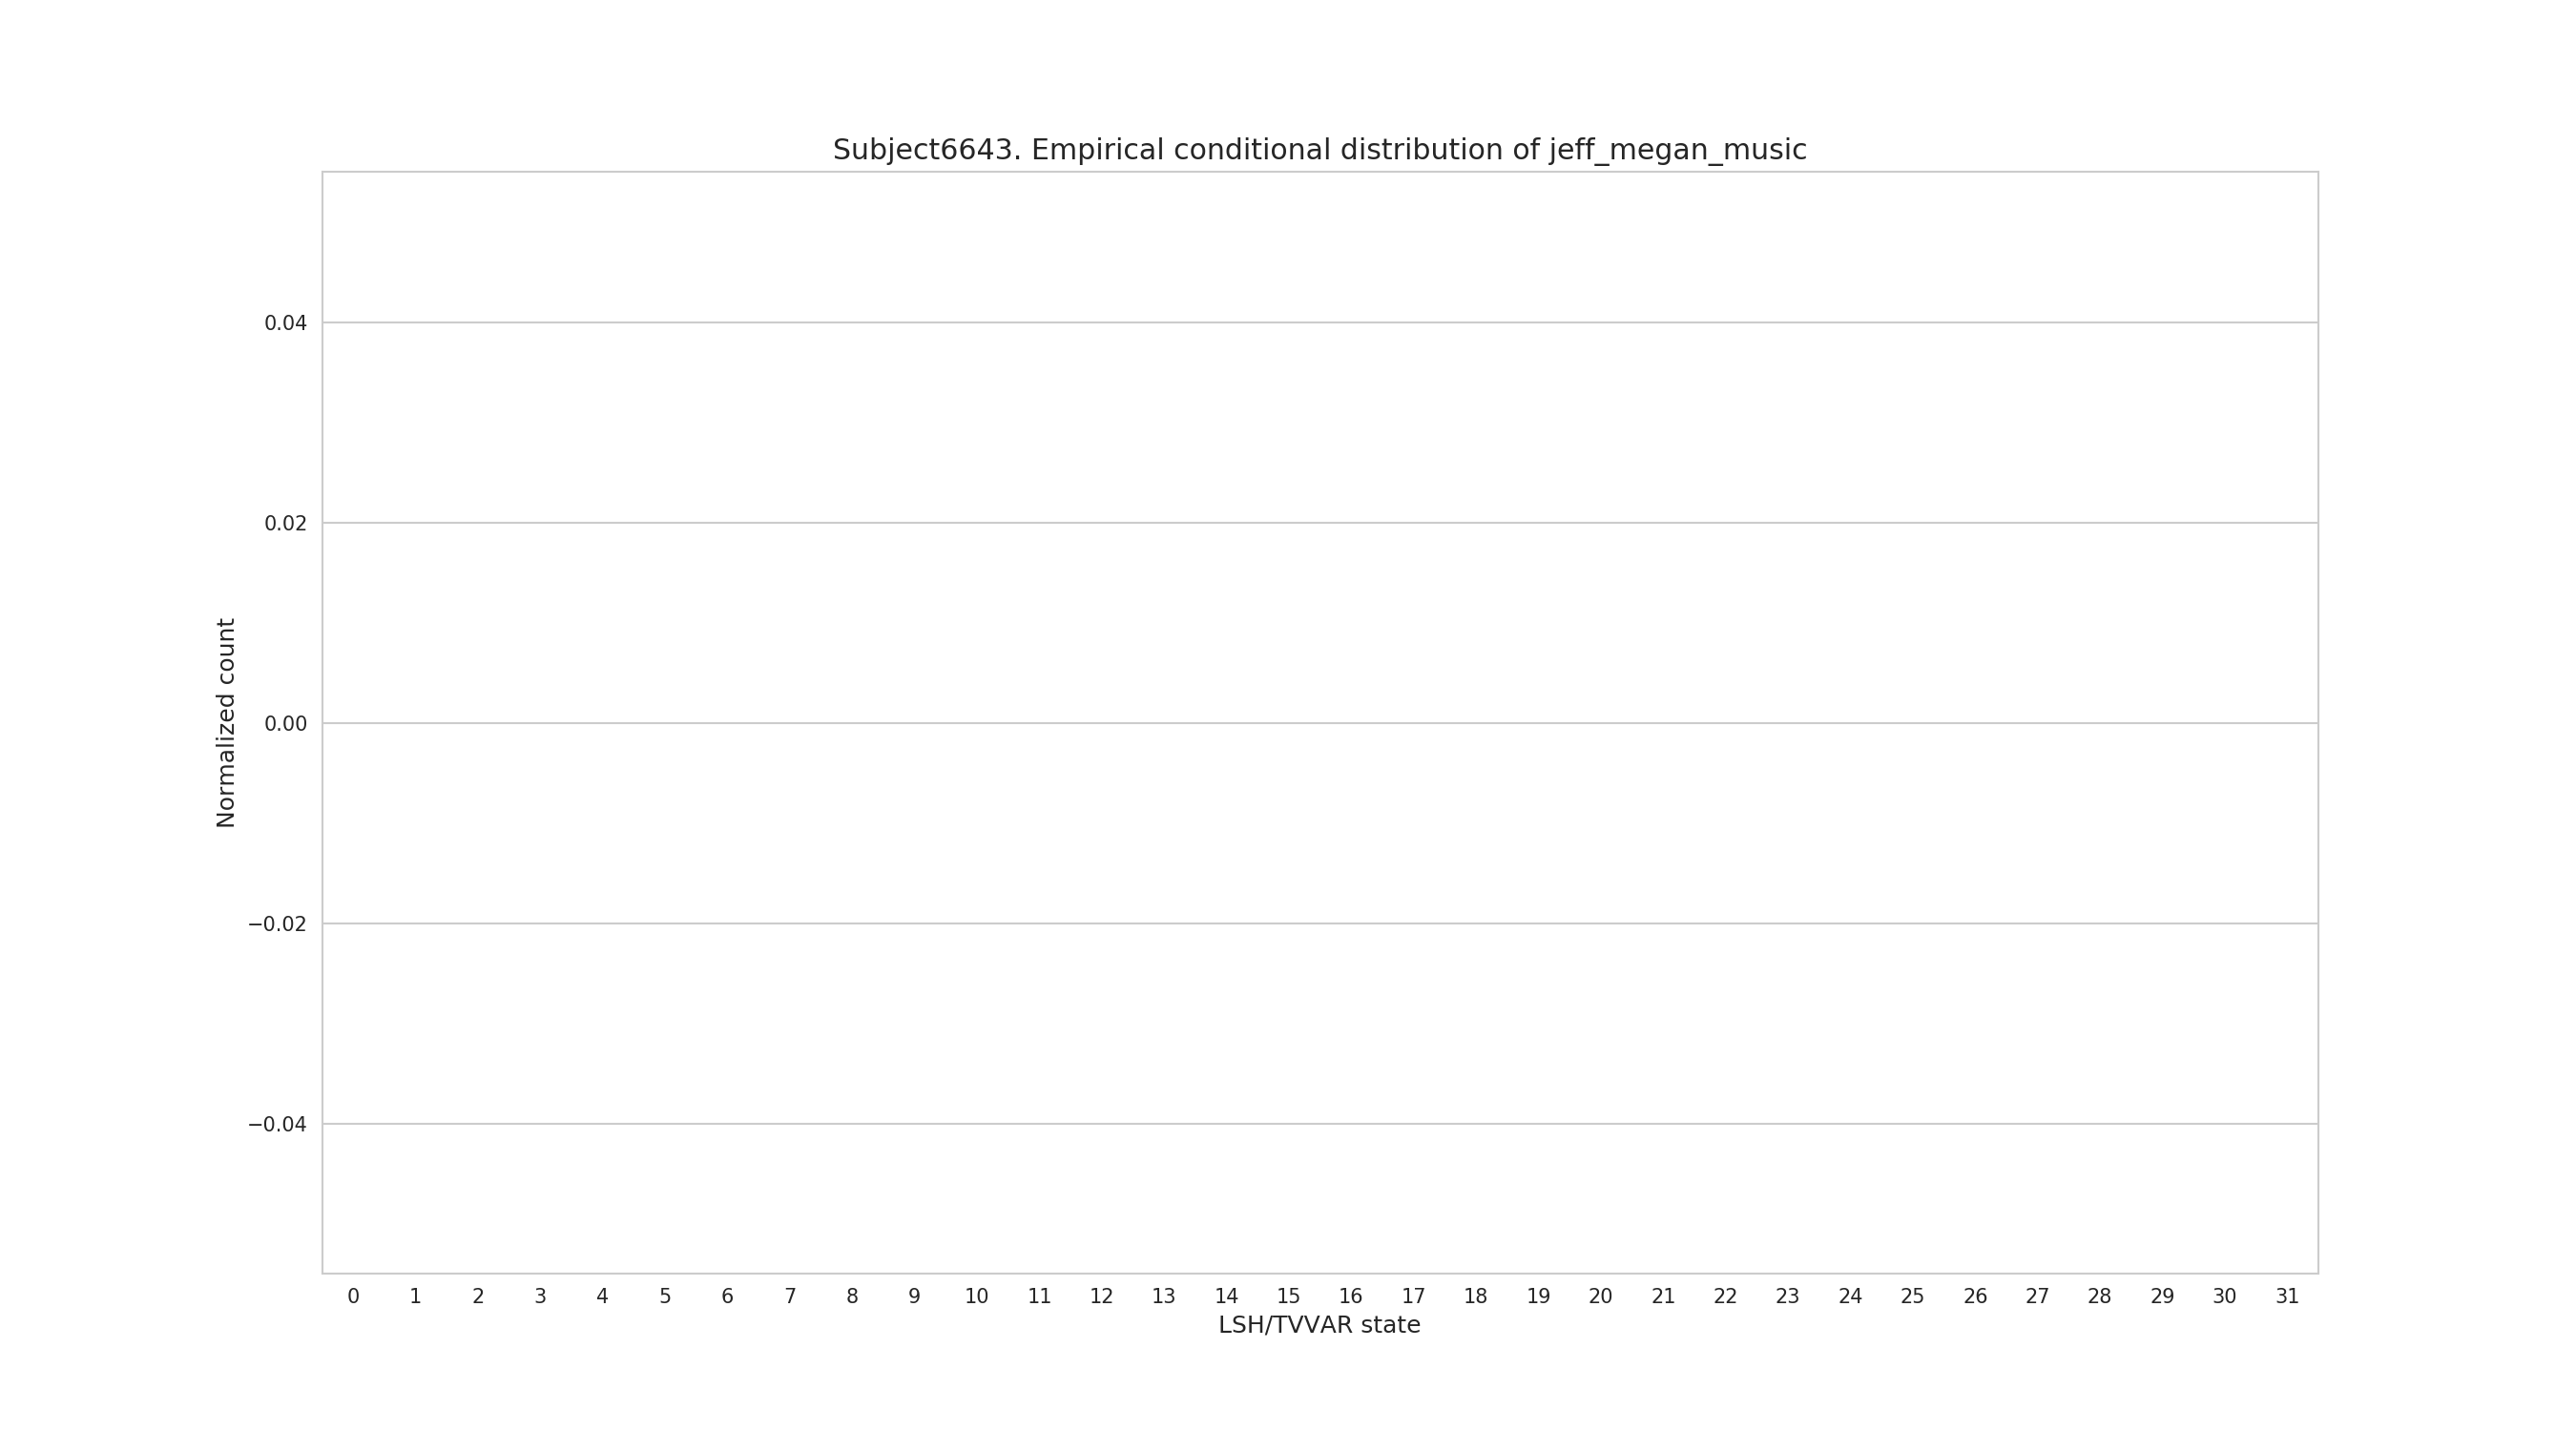 Subject6643. Empirical conditional distribution of jeff_megan_music
Normalized count
0.04
0.02
0.00
−0.02
−0.04
0 1 2 3 4 5 6 7 8 9 10 11 12 13 14 15 16 17 18 19 20 21 22 23 24 25 26 27 28 29 30 31
LSH/TVVAR state